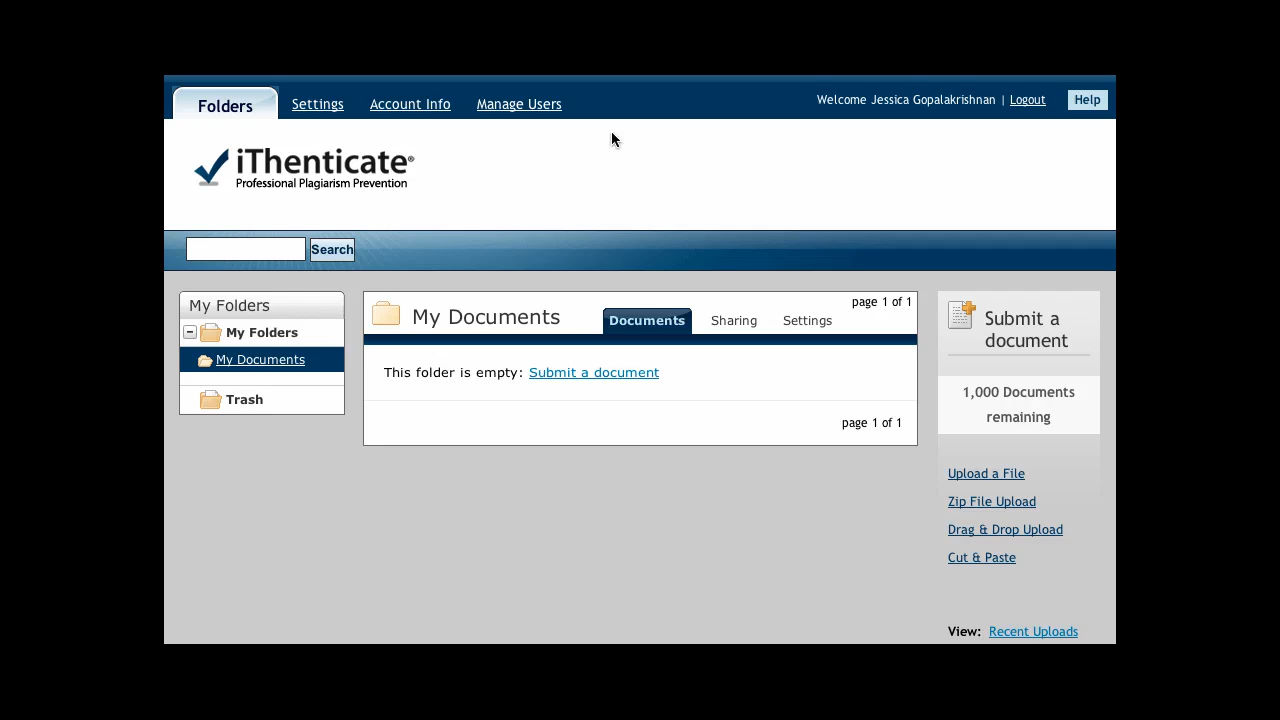 Folders Settings Account Info Manage Users Welcome Jessica Gopalakrishnan | Logout Help
iThenticate®
Professional Plagiarism Prevention
Search
My Folders
My Folders
My Documents
Trash
page 1 of 1
My Documents Documents Sharing Settings
This folder is empty: Submit a document
page 1 of 1
Submit a
document
1,000 Documents
remaining
Upload a File
Zip File Upload
Drag & Drop Upload
Cut & Paste
View: Recent Uploads